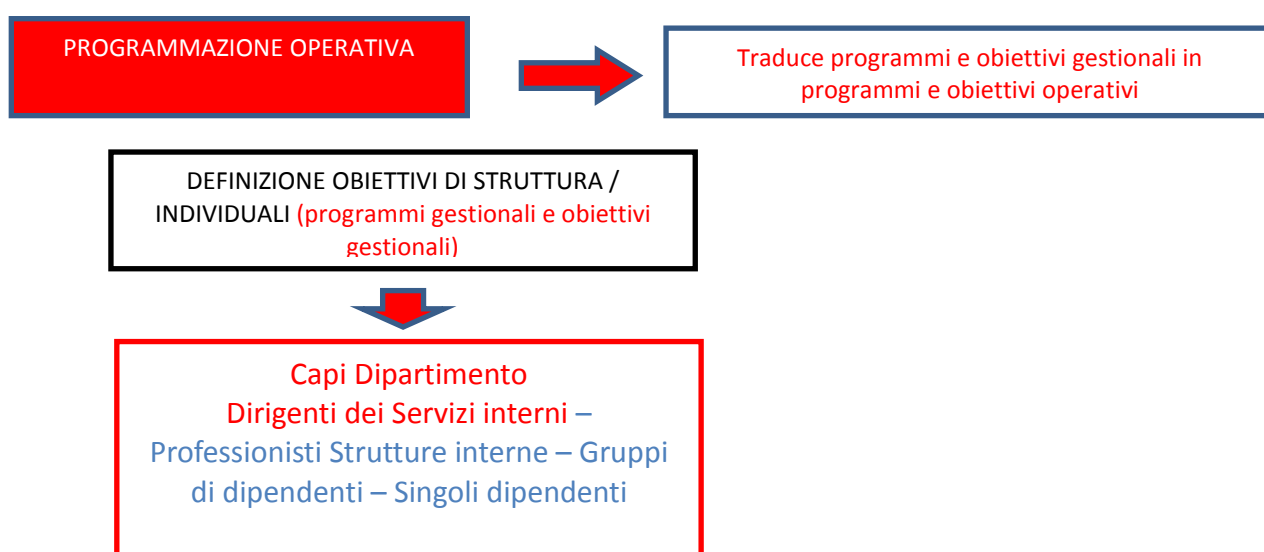 PROGRAMMAZIONE OPERATIVA
Traduce programmi e obiettivi gestionali in
programmi e obiettivi operativi
DEFINIZIONE OBIETTIVI DI STRUTTURA /
INDIVIDUALI (programmi gestionali e obiettivi
gestionali)
Capi Dipartimento
Dirigenti dei Servizi interni –
Professionisti Strutture interne – Gruppi
di dipendenti – Singoli dipendenti